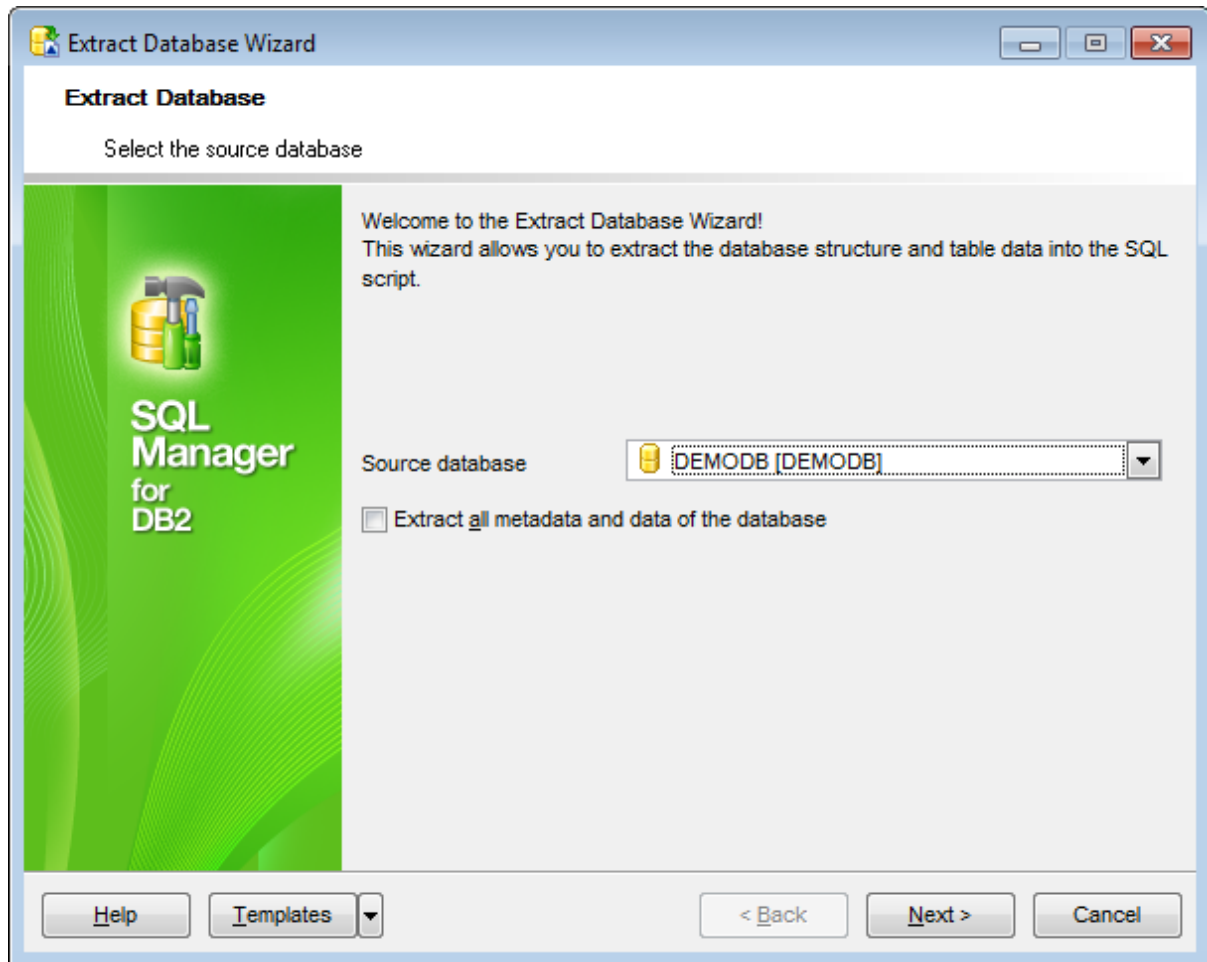 Extract Database Wizard
Extract Database
Select the source database
Welcome to the Extract Database Wizard!
This wizard allows you to extract the database structure and table data into the SQL
script.
SQL
Manager
for
DB2
Source database
DEMODB [DEMODB]
Extract all metadata and data of the database
Help
Templates
< Back
Next >
Cancel